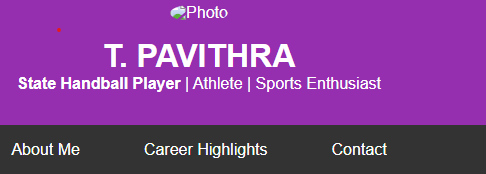 Photo
T. PAVITHRA
State Handball Player | Athlete | Sports Enthusiast
About Me Career Highlights Contact